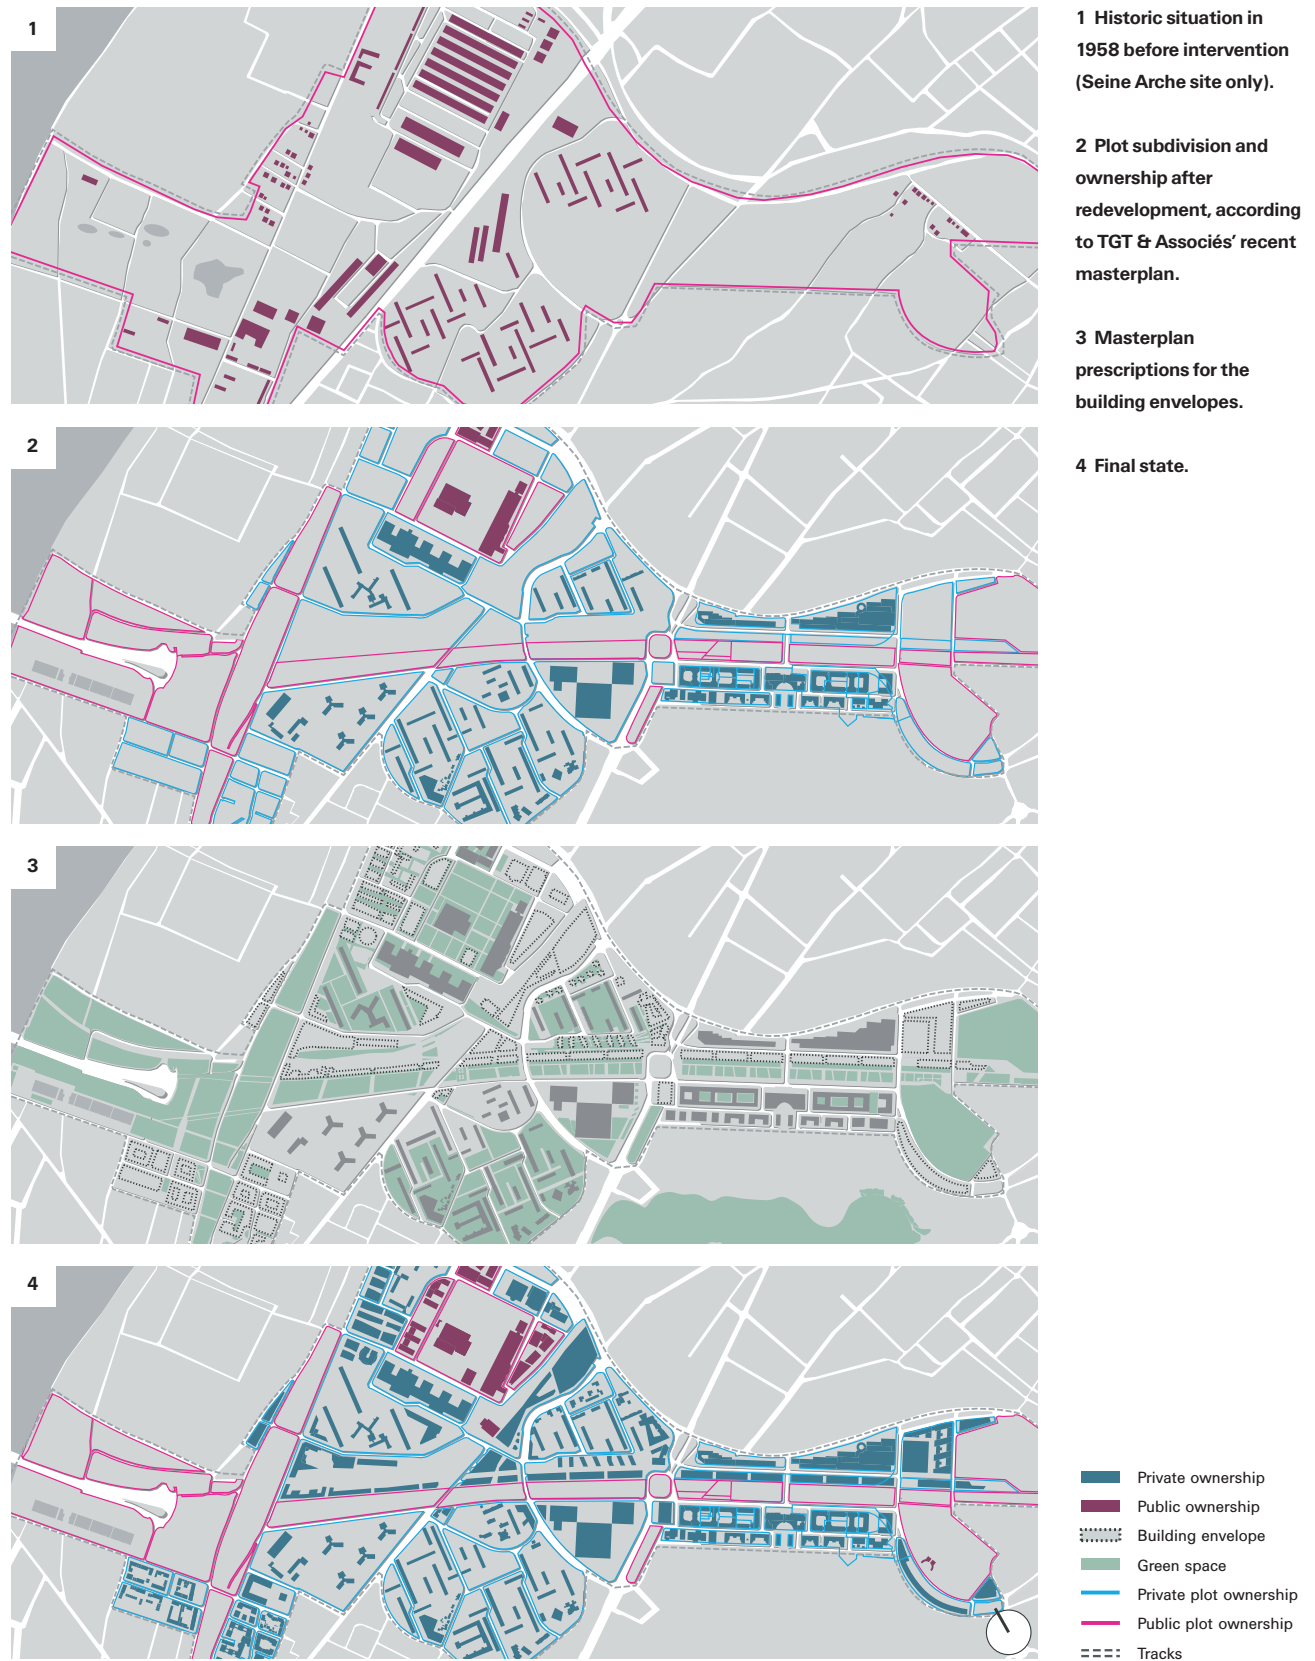 1
1 Historic situation in
1958 before intervention
(Seine Arche site only).
2 Plot subdivision and
ownership after
redevelopment, according
to TGT & Associés’ recent
masterplan.
3 Masterplan
prescriptions for the
building envelopes.
4 Final state.
2
3
4
Private ownership
Public ownership
Building envelope
Green space
Private plot ownership
Public plot ownership
Tracks